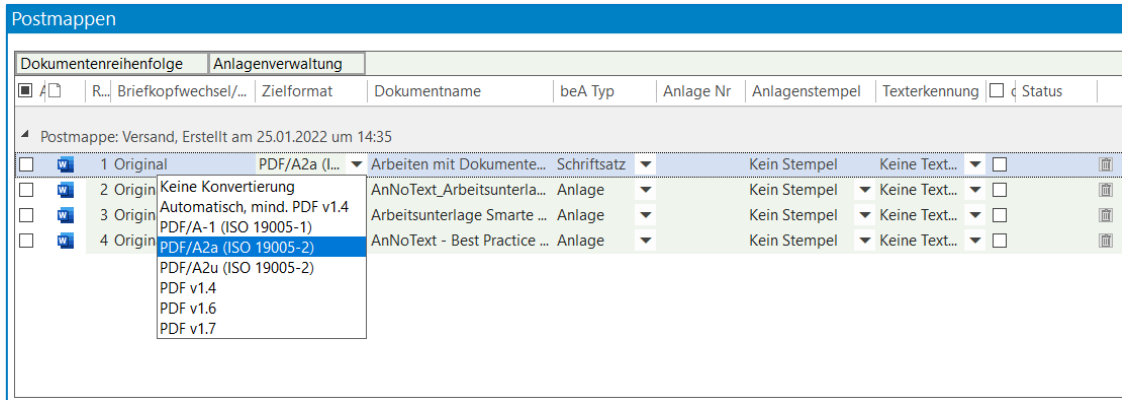 Postmappen
Dokumentenreihenfolge Anlagenverwaltung
A R... Briefkopfwechsel/... Zielformat Dokumentname beA Typ Anlage Nr Anlagenstempel Texterkennung Status
Postmappe: Versand, Erstellt am 25.01.2022 um 14:35
1 Original PDF/A2a (I... Arbeiten mit Dokumente... Schriftsatz Kein Stempel Keine Text...
2 Origin AnNoText_Arbeitsunterla... Anlage Kein Stempel Keine Text...
3 Origin Arbeitsunterlage Smarte ... Anlage Kein Stempel Keine Text...
4 Origin AnNoText - Best Practice ... Anlage Kein Stempel Keine Text...
Keine Konvertierung
Automatisch, mind. PDF v1.4
PDF/A-1 (ISO 19005-1)
PDF/A2a (ISO 19005-2)
PDF/A2u (ISO 19005-2)
PDF v1.4
PDF v1.6
PDF v1.7